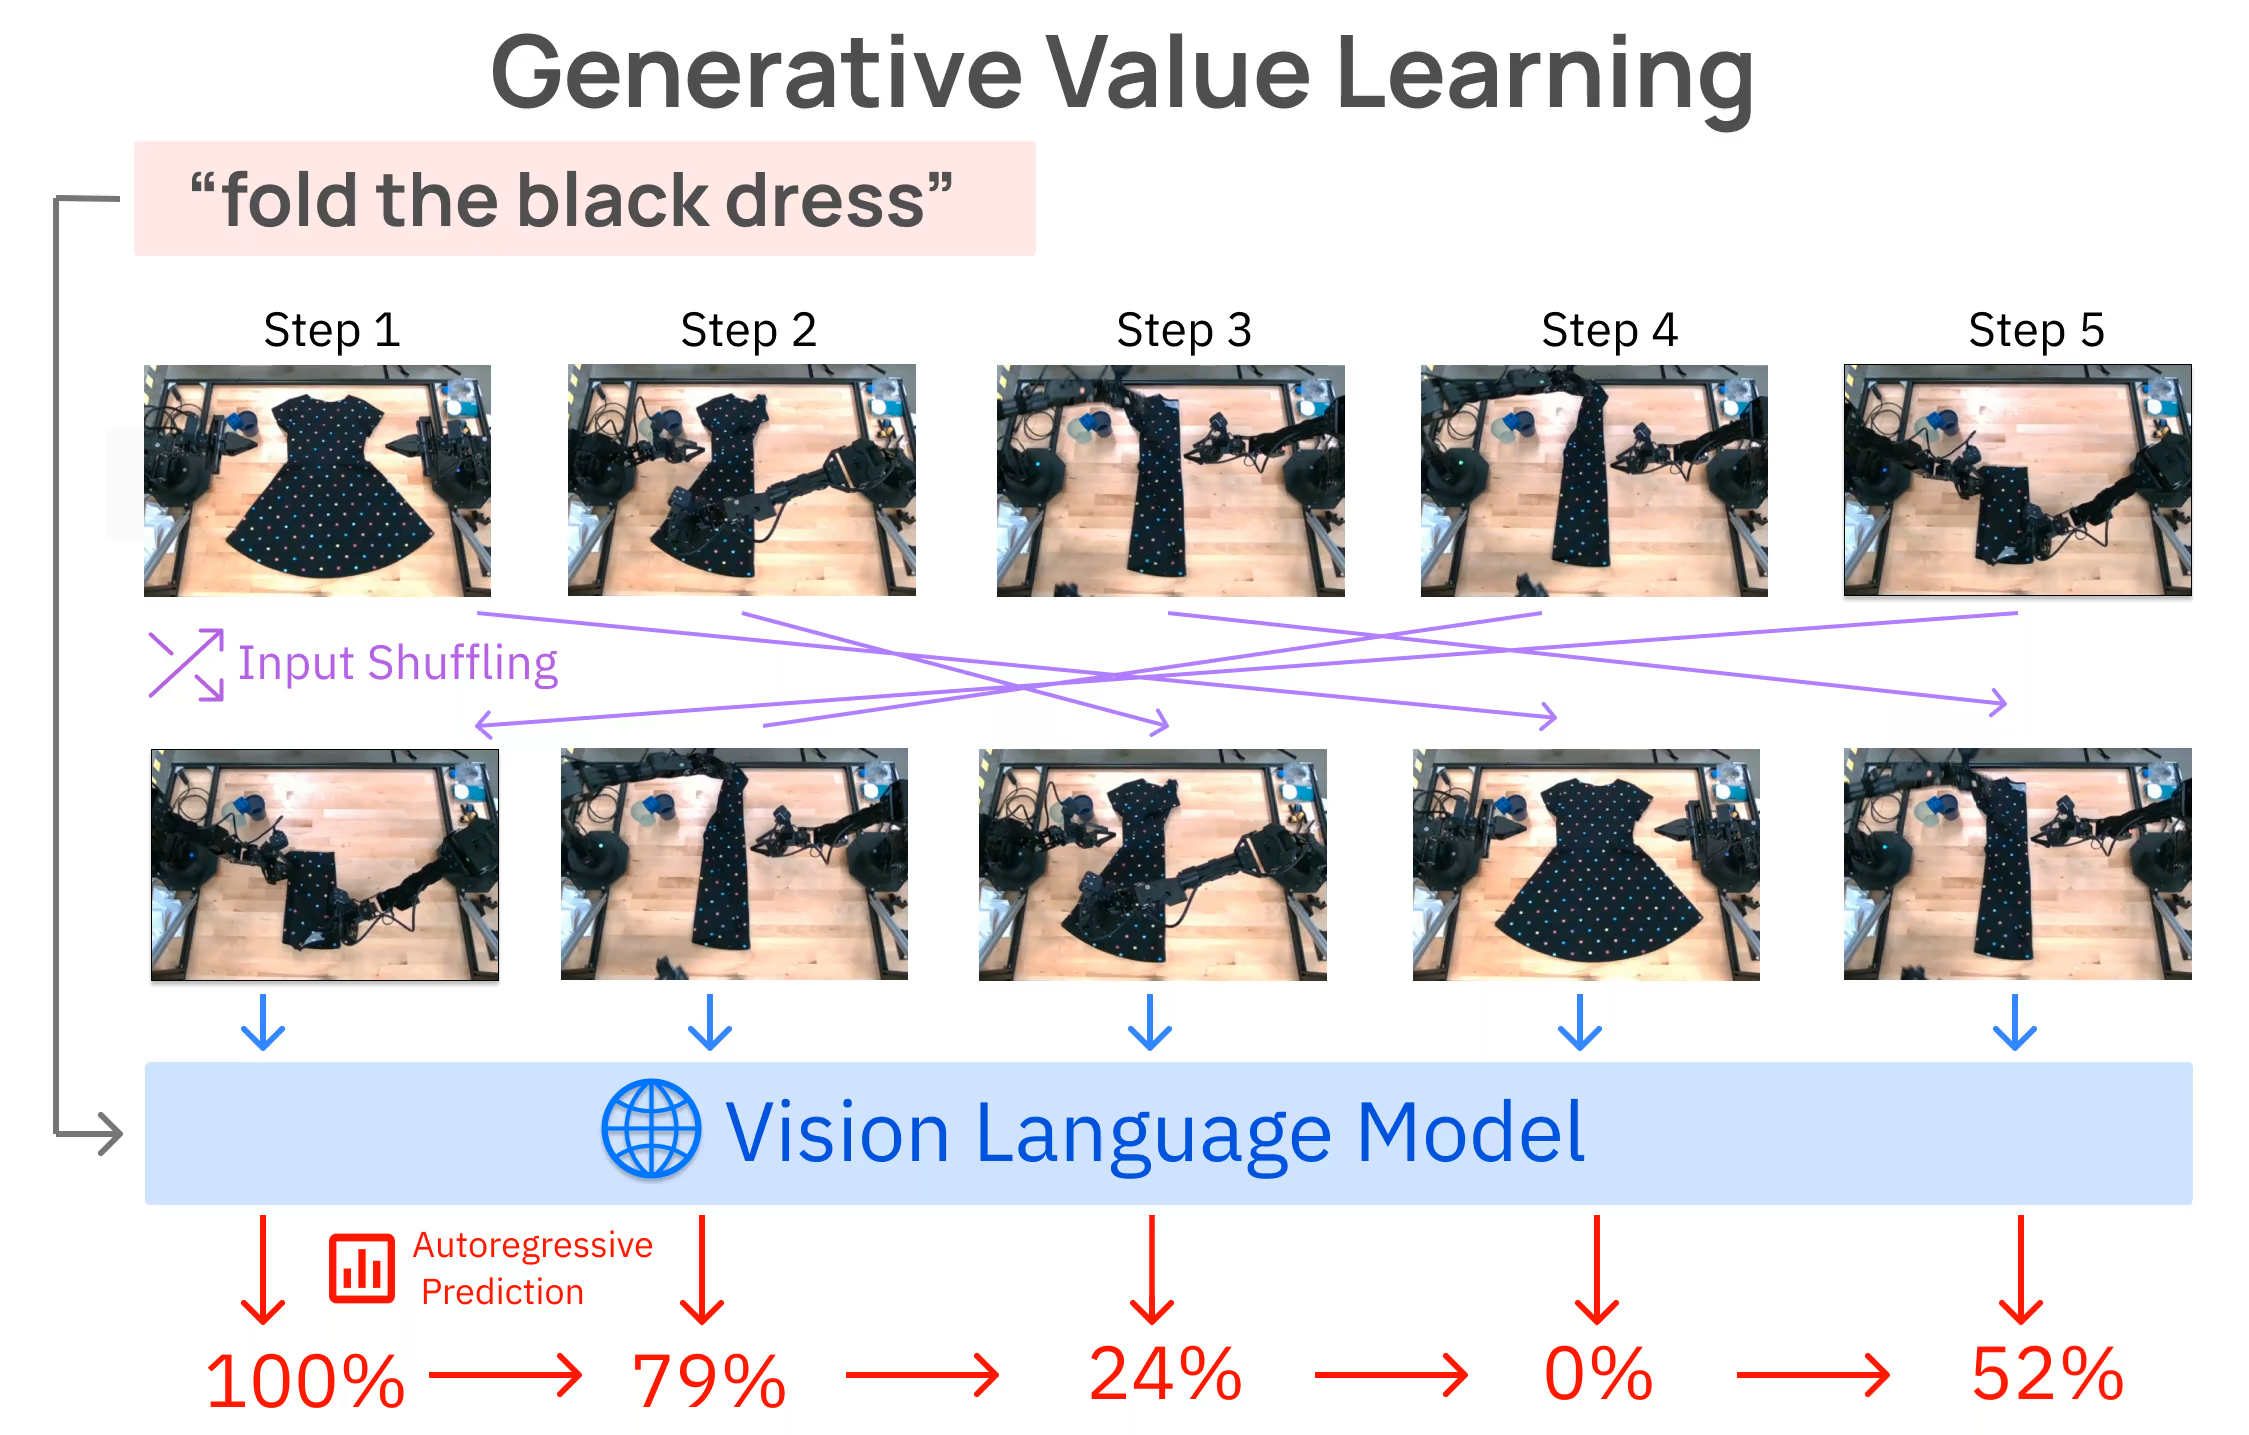 Generative Value Learning
“fold the black dress”
Step 1
Step 2
Step 3
Step 4
Step 5
Input Shuffling
Vision Language Model
Autoregressive
Prediction
100%
79%
24%
0%
52%